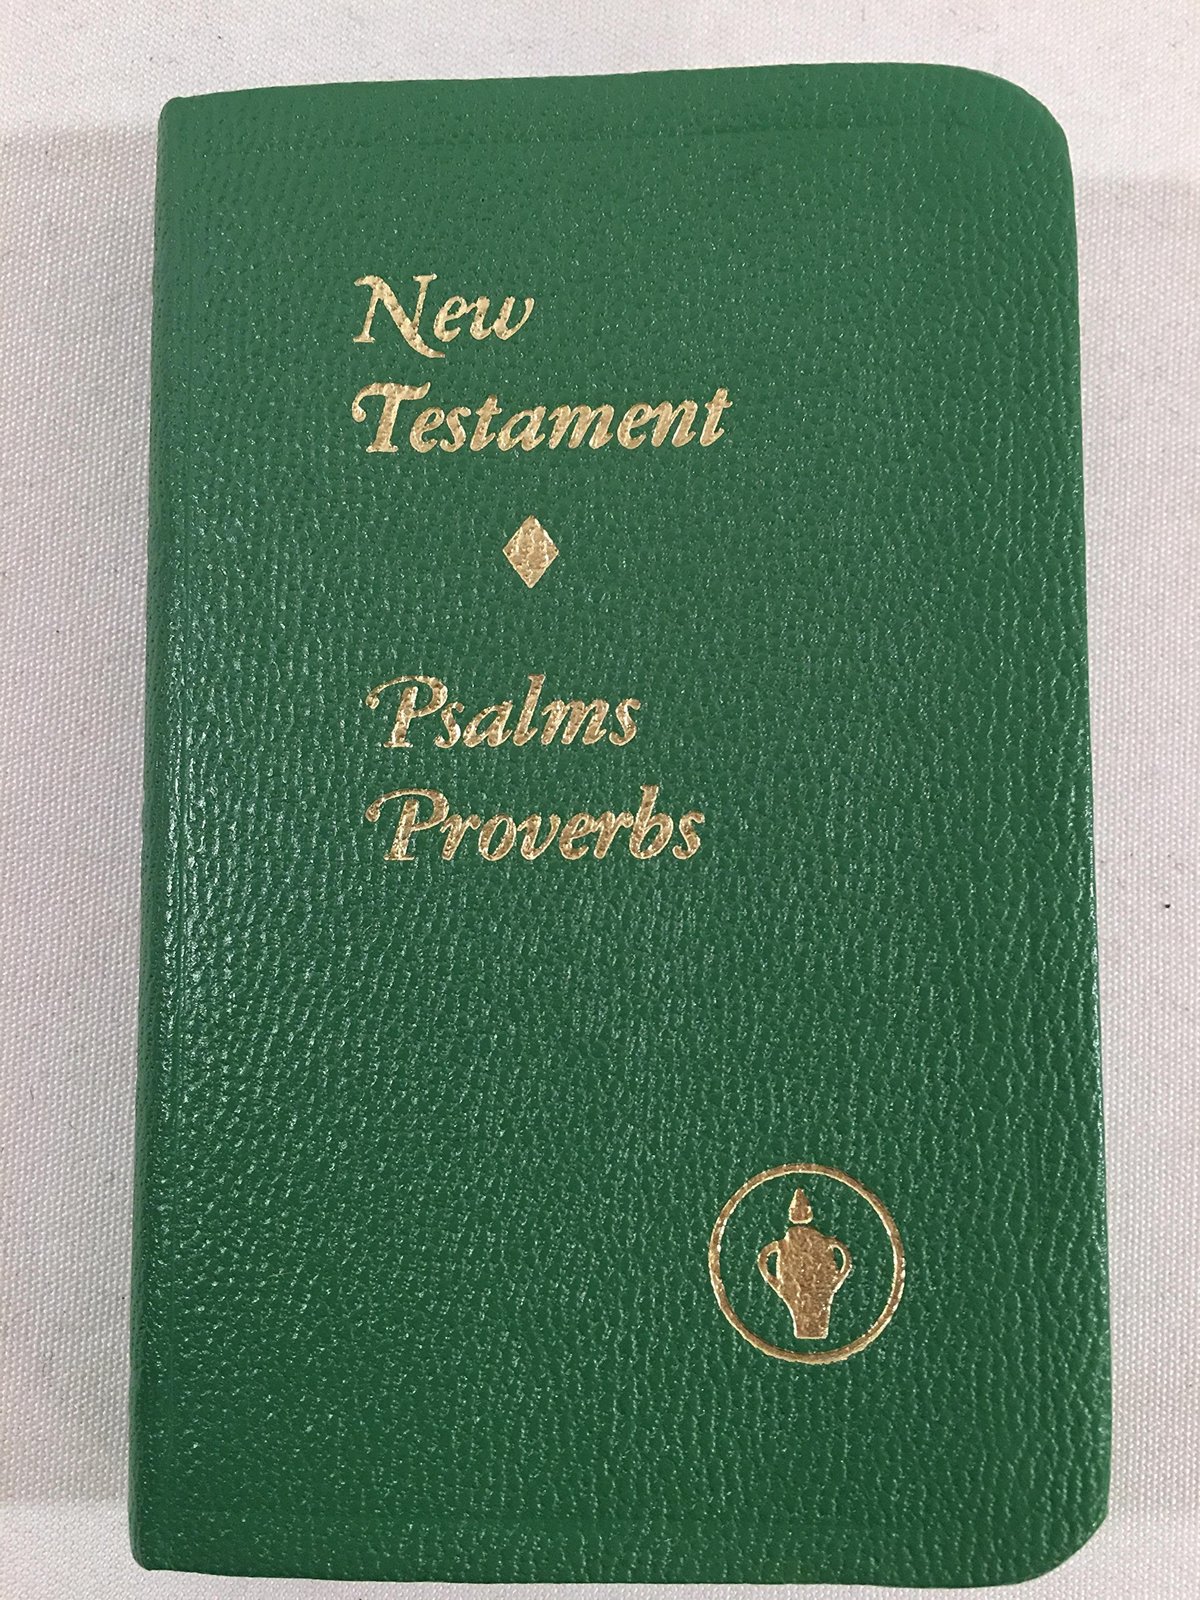 New
Testament
Psalms
Proverbs